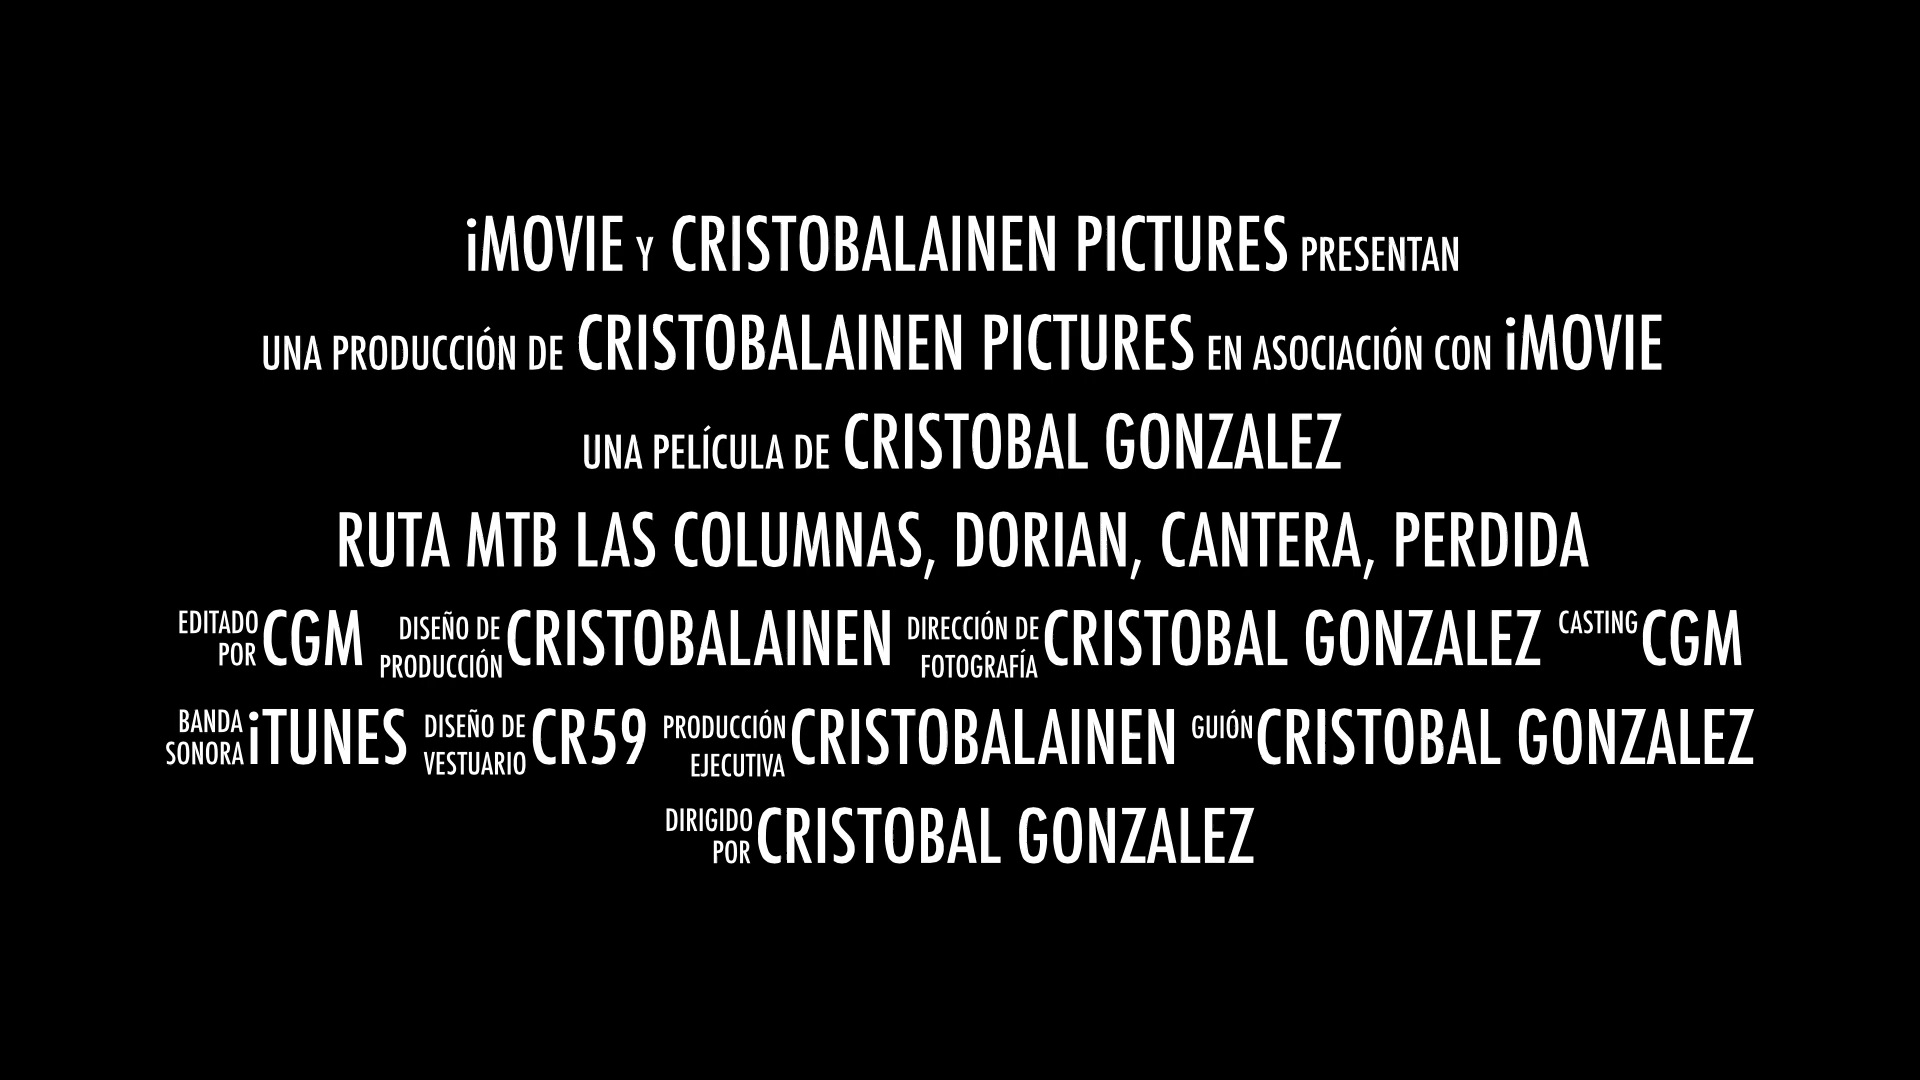 iMOVIE Y CRISTOBALAINEN PICTURES PRESENTAN
UNA PRODUCCIÓN DE CRISTOBALAINEN PICTURES EN ASOCIACIÓN CON iMOVIE
UNA PELÍCULA DE CRISTOBAL GONZALEZ
RUTA MTB LAS COLUMNAS, DORIAN, CANTERA, PERDIDA
EDITADO POR CGM DISEÑO DE PRODUCCIÓN CRISTOBALAINEN DIRECCIÓN DE FOTOGRAFÍA CRISTOBAL GONZALEZ CASTING CGM
BANDA SONORA iTUNES DISEÑO DE VESTUARIO CR59 PRODUCCIÓN EJECUTIVA CRISTOBALAINEN GUIÓN CRISTOBAL GONZALEZ
DIRIGIDO POR CRISTOBAL GONZALEZ